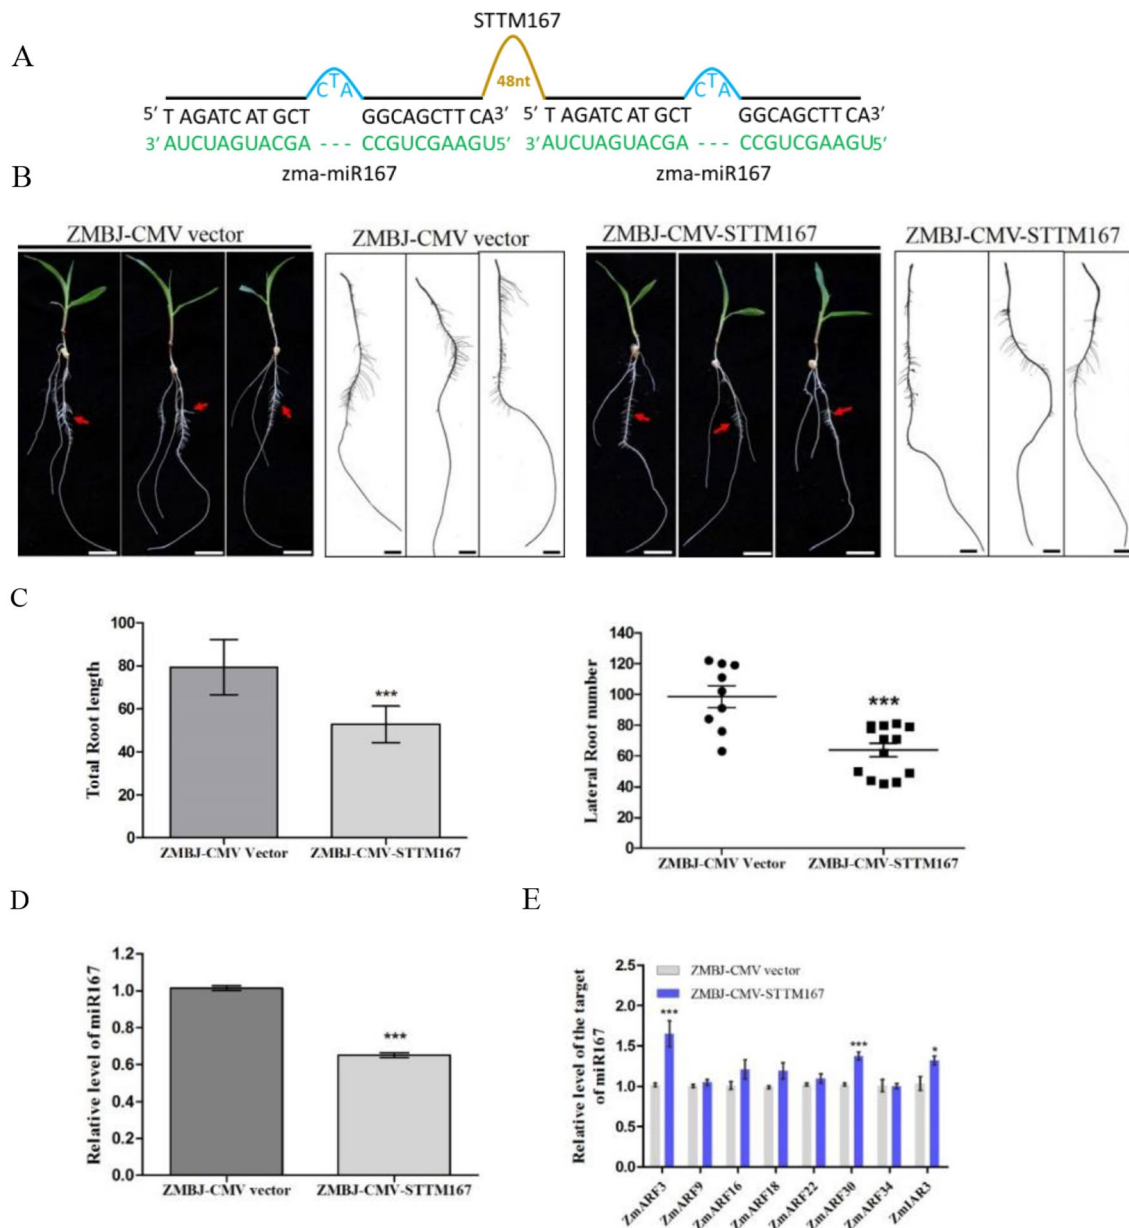 STTM167
A
48nt
CTA
CTA
5' T AGATC AT GCT GGCAGCTT CA3' 5' T AGATC AT GCT GGCAGCTT CA3'
3' AUCUAGUACGA - - - CCGUCGAAGU5' 3' AUCUAGUACGA - - - CCGUCGAAGU5'
zma-miR167 zma-miR167
B
ZMBJ-CMV vector ZMBJ-CMV vector ZMBJ-CMV-STTM167 ZMBJ-CMV-STTM167
C
Total Root length
100
80
60
40
20
0
***
ZMBJ-CMV Vector ZMBJ-CMV-STTM167
Lateral Root number
140
120
100
80
60
40
20
0
***
ZMBJ-CMV Vector ZMBJ-CMV-STTM167
D
Relative level of miR167
1.2
1.0
0.8
0.6
0.4
0.2
0.0
***
ZMBJ-CMV vector ZMBJ-CMV-STTM167
E
Relative level of the target
of miR167
2.5
2.0
1.5
1.0
0.5
0.0
ZMBJ-CMV vector
ZMBJ-CMV-STTM167
*** *** *
ZmARF3 ZmARF9 ZmARF16 ZmARF18 ZmARF22 ZmARF30 ZmARF34 ZmIAR3